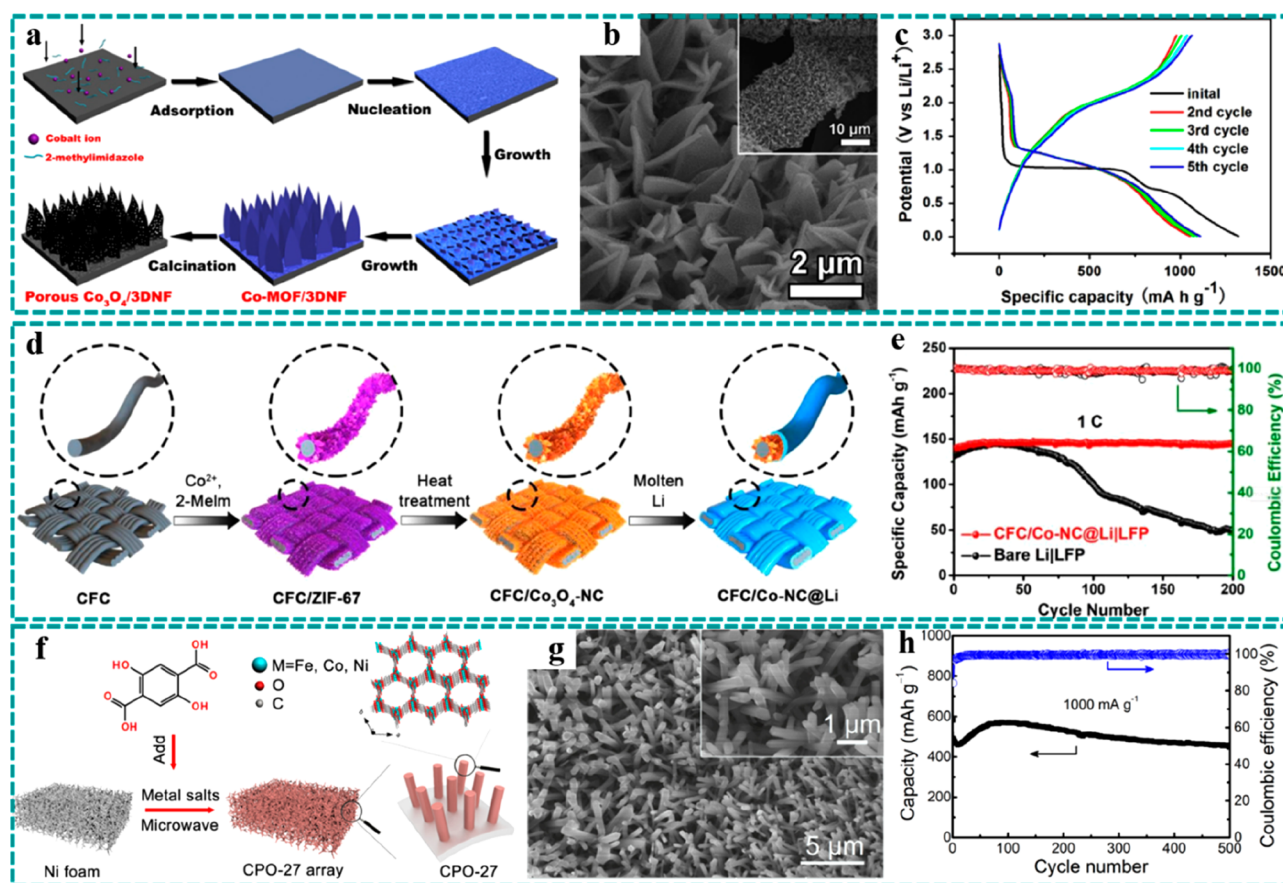 a
Adsorption
Nucleation
Cobalt ion
2-methylimidazole
Growth
Calcination
Growth
Porous Co₃O₄/3DNF
Co-MOF/3DNF
b
10 µm
2 µm
c
Potential (V vs Li/Li⁺)
3.0
2.5
2.0
1.5
1.0
0.5
0.0
inital
2nd cycle
3rd cycle
4th cycle
5th cycle
0
500
1000
1500
Specific capacity (mA h g⁻¹)
d
Co²⁺,
2-MeIm
Heat
treatment
Molten
Li
CFC
CFC/ZIF-67
CFC/Co₃O₄-NC
CFC/Co-NC@Li
e
Specific Capacity (mAh g⁻¹)
250
225
200
150
100
50
0
1 C
CFC/Co-NC@Li|LFP
Bare Li|LFP
100
80
60
40
20
0
Coulombic Efficiency (%)
0
50
100
150
200
Cycle Number
f
OH
HO
O
O
OH
OH
M=Fe, Co, Ni
O
C
Add
Metal salts
Microwave
Ni foam
CPO-27 array
CPO-27
g
1 µm
5 µm
h
Capacity (mAh g⁻¹)
1000
800
600
400
200
0
1000 mA g⁻¹
100
80
60
40
20
0
Coulombic efficiency (%)
0
100
200
300
400
500
Cycle number